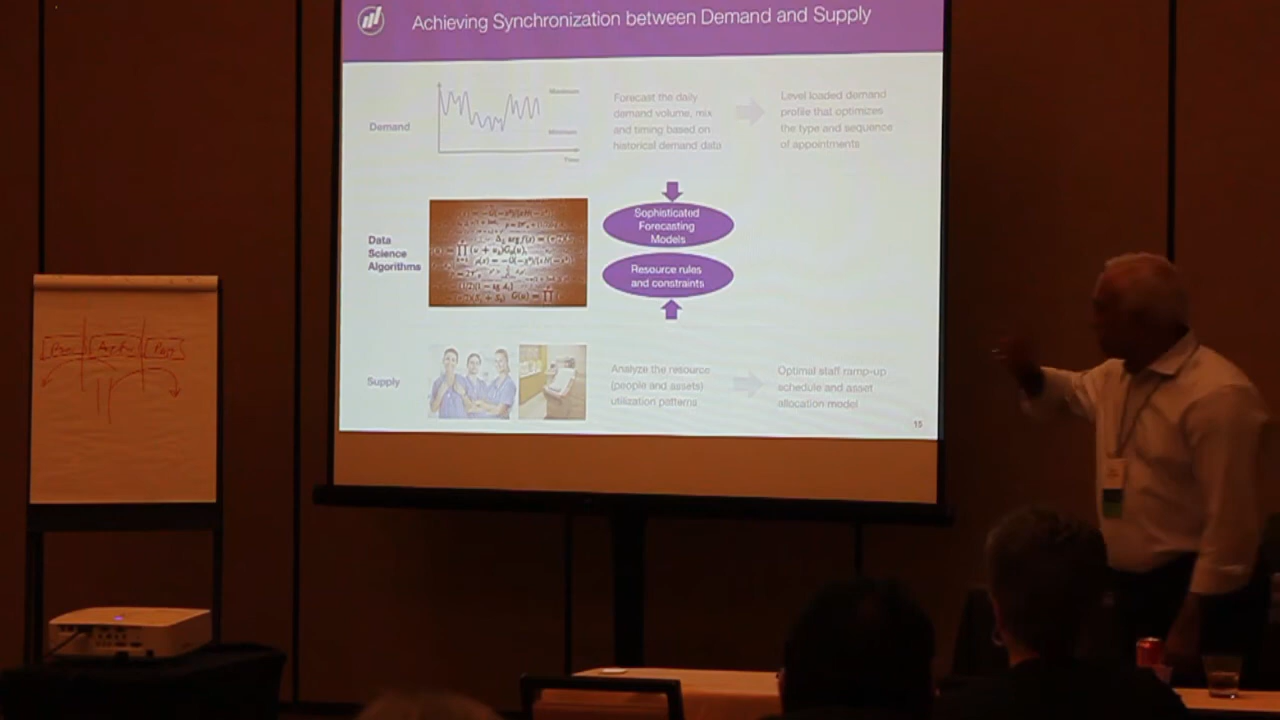 Achieving Synchronization between Demand and Supply
Demand
Maximum
Minimum
Time
Forecast the daily
demand volume, mix
and timing based on
historical demand data
Level loaded demand
profile that optimizes
the type and sequence
of appointments
Data
Science
Algorithms
Sophisticated
Forecasting
Models
Resource rules
and constraints
Supply
Analyze the resource
(people and assets)
utilization patterns
Optimal staff ramp-up
schedule and asset
allocation model
15